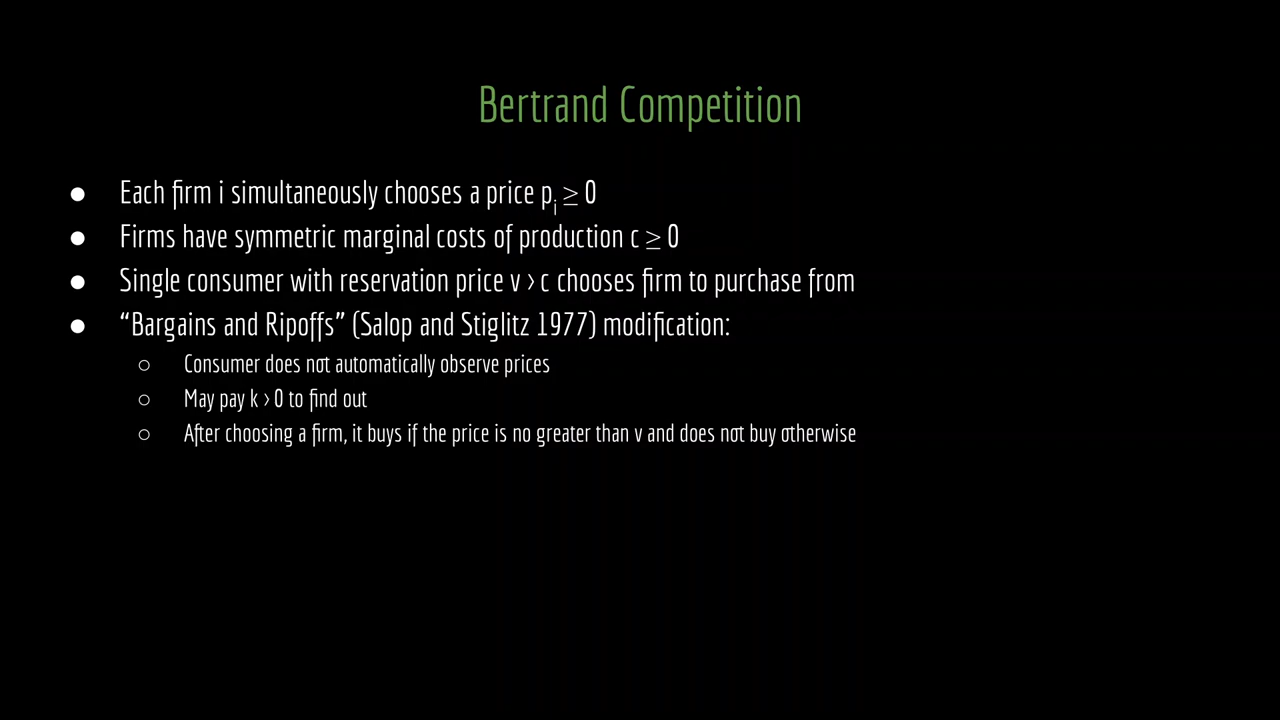 Bertrand Competition
● Each firm i simultaneously chooses a price pᵢ ≥ 0
● Firms have symmetric marginal costs of production c ≥ 0
● Single consumer with reservation price v > c chooses firm to purchase from
● “Bargains and Ripoffs” (Salop and Stiglitz 1977) modification:
○ Consumer does not automatically observe prices
○ May pay k > 0 to find out
○ After choosing a firm, it buys if the price is no greater than v and does not buy otherwise